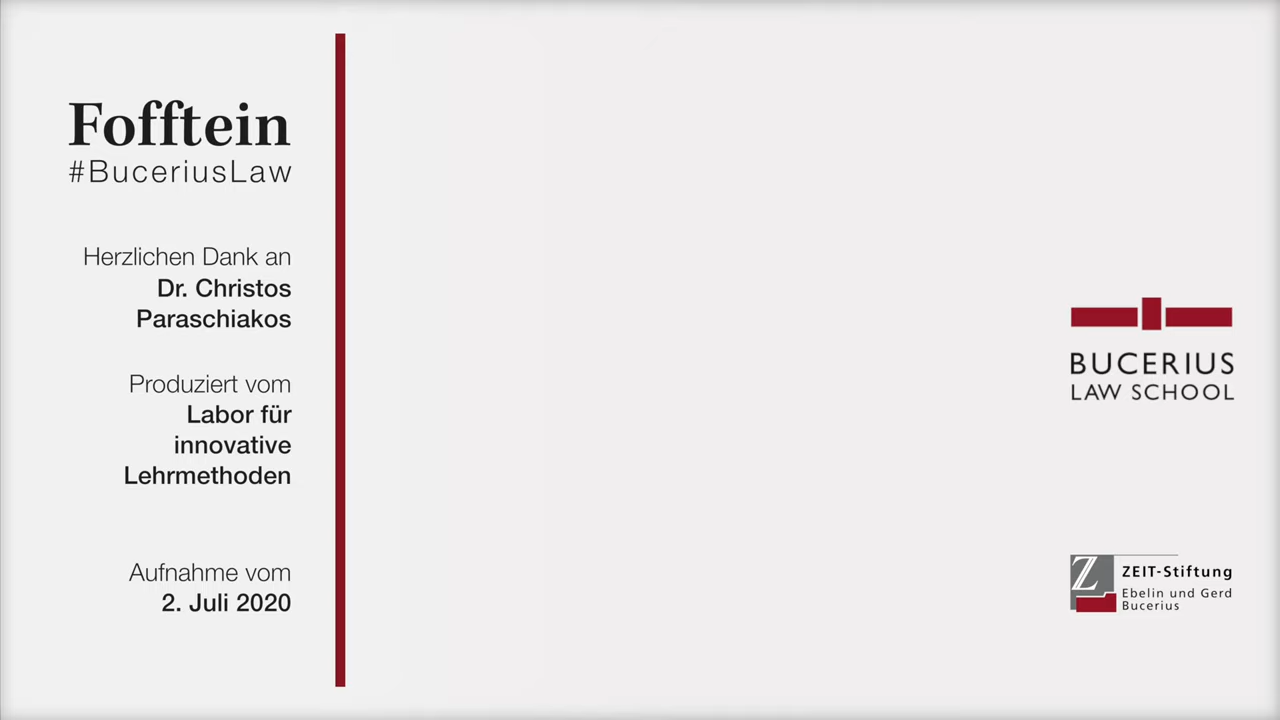 Fofftein
#BuceriusLaw
Herzlichen Dank an
Dr. Christos
Paraschiakos
Produziert vom
Labor für
innovative
Lehrmethoden
Aufnahme vom
2. Juli 2020
BUCERIUS
LAW SCHOOL
Z
ZEIT-Stiftung
Ebelin und Gerd
Bucerius